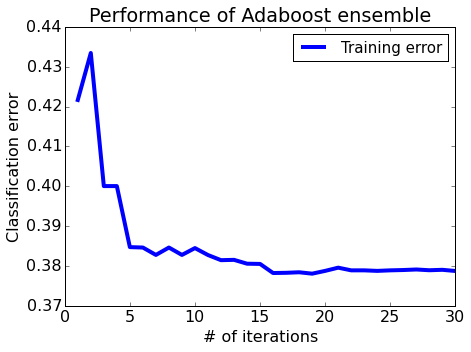 Performance of Adaboost ensemble
0.44
0.43
0.42
0.41
0.40
0.39
0.38
0.37
Classification error
Training error
0 5 10 15 20 25 30
# of iterations